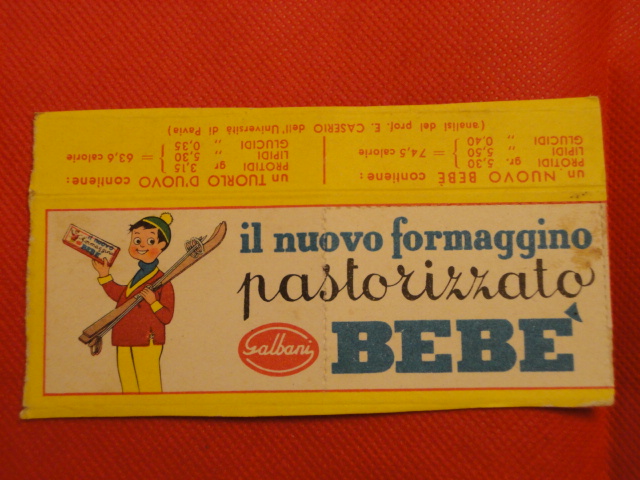 un NUOVO BEBÈ contiene:
PROTIDI gr. 5,30
LIPIDI „ 5,50 = 74,5 calorie
GLUCIDI „ 0,40
un TUORLO D'UOVO contiene:
PROTIDI gr. 3,15
LIPIDI „ 5,30 = 63,6 calorie
GLUCIDI „ 0,35
(analisi del prof. E. CASERIO dell'Università di Pavia)
BEBÈ
il nuovo formaggino
pastorizzato
Galbani
BEBÈ